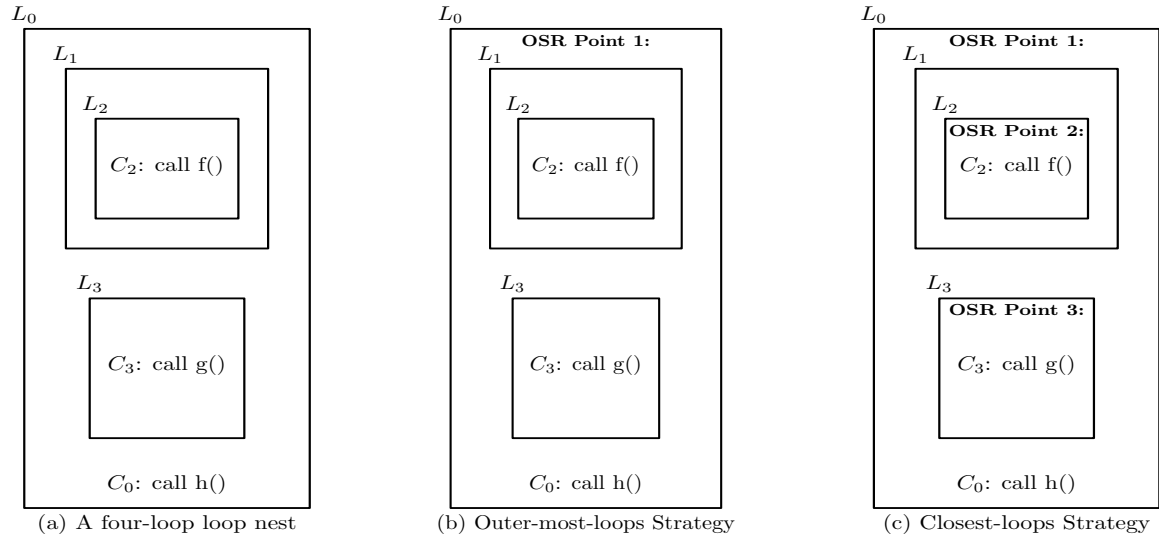 L0
L1
L2
C2: call f()
L3
C3: call g()
C0: call h()
(a) A four-loop loop nest
L0
OSR Point 1:
L1
L2
C2: call f()
L3
C3: call g()
C0: call h()
(b) Outer-most-loops Strategy
L0
OSR Point 1:
L1
L2
OSR Point 2:
C2: call f()
L3
OSR Point 3:
C3: call g()
C0: call h()
(c) Closest-loops Strategy